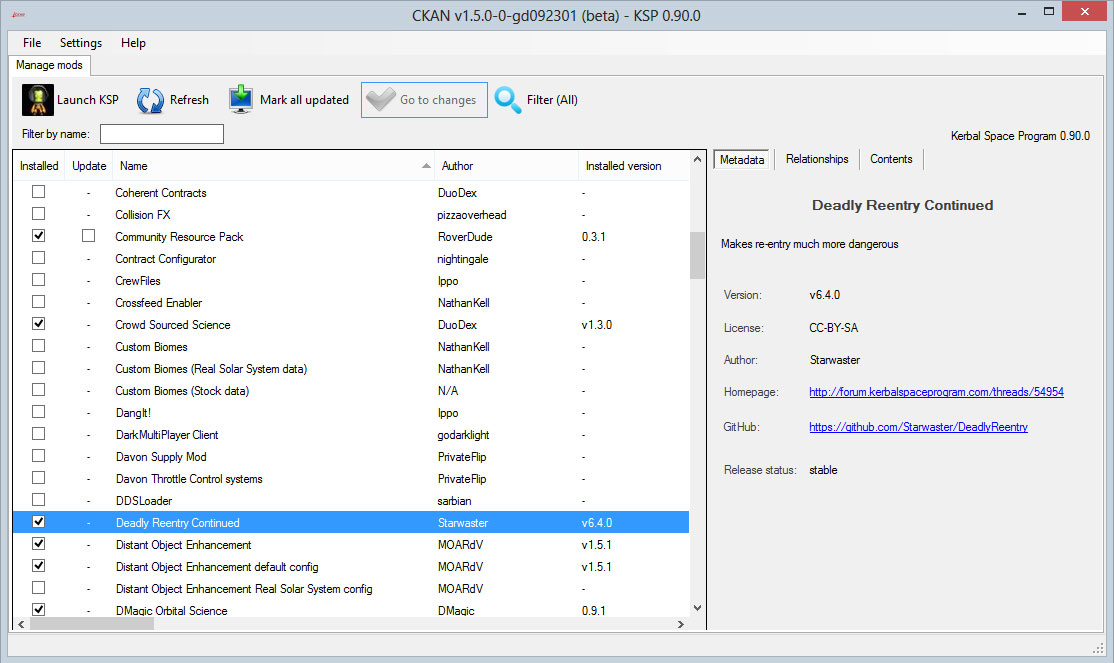 CKAN v1.5.0-0-gd092301 (beta) - KSP 0.90.0
File Settings Help
Manage mods
Launch KSP Refresh Mark all updated Go to changes Filter (All)
Filter by name:
Kerbal Space Program 0.90.0
Installed Update Name Author Installed version
- Coherent Contracts DuoDex -
- Collision FX pizzaoverhead -
Community Resource Pack RoverDude 0.3.1
- Contract Configurator nightingale -
- CrewFiles Ippo -
- Crossfeed Enabler NathanKell -
- Crowd Sourced Science DuoDex v1.3.0
- Custom Biomes NathanKell -
- Custom Biomes (Real Solar System data) NathanKell -
- Custom Biomes (Stock data) N/A -
- DangIt! Ippo -
- DarkMultiPlayer Client godarklight -
- Davon Supply Mod PrivateFlip -
- Davon Throttle Control systems PrivateFlip -
- DDSLoader sarbian -
- Deadly Reentry Continued Starwaster v6.4.0
- Distant Object Enhancement MOARdV v1.5.1
- Distant Object Enhancement default config MOARdV v1.5.1
- Distant Object Enhancement Real Solar System config MOARdV -
- DMagic Orbital Science DMagic 0.9.1
Metadata Relationships Contents
Deadly Reentry Continued
Makes re-entry much more dangerous
Version: v6.4.0
License: CC-BY-SA
Author: Starwaster
Homepage: http://forum.kerbalspaceprogram.com/threads/54954
GitHub: https://github.com/Starwaster/DeadlyReentry
Release status: stable